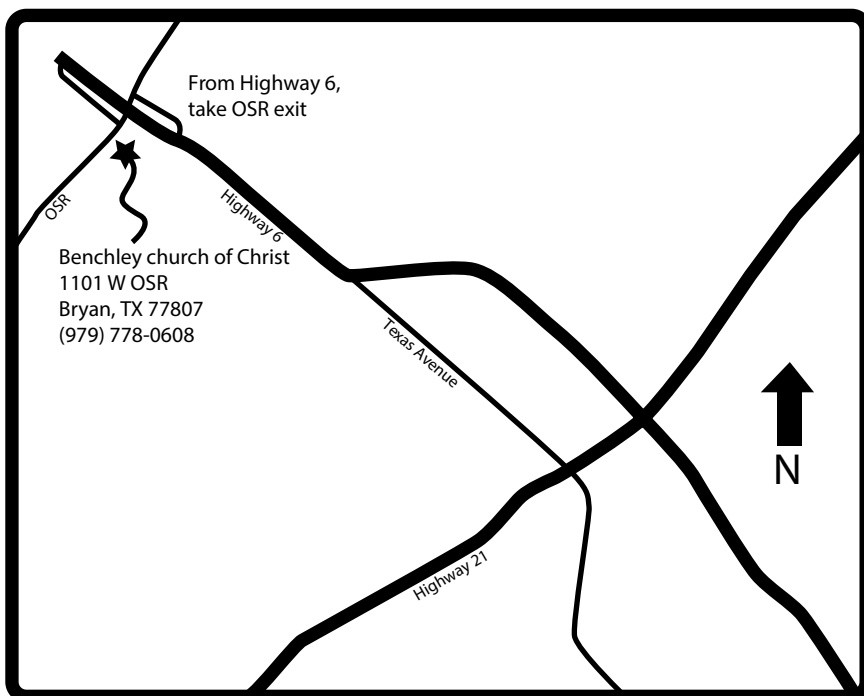 From Highway 6,
take OSR exit
OSR
Highway 6
Benchley church of Christ
1101 W OSR
Bryan, TX 77807
(979) 778-0608
Texas Avenue
N
Highway 21